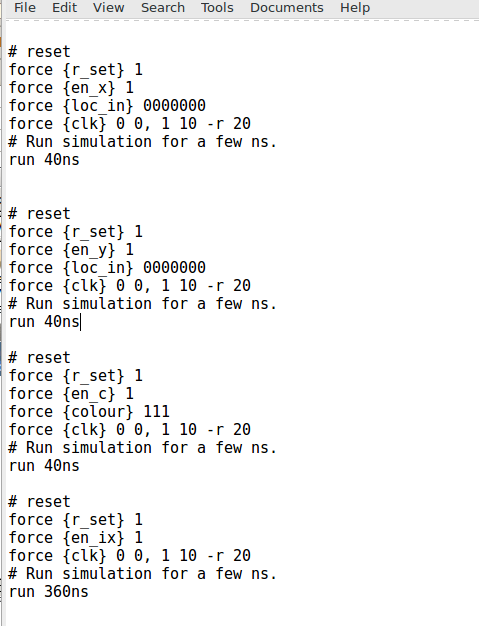 File Edit View Search Tools Documents Help
# reset
force {r_set} 1
force {en_x} 1
force {loc_in} 0000000
force {clk} 0 0, 1 10 -r 20
# Run simulation for a few ns.
run 40ns
# reset
force {r_set} 1
force {en_y} 1
force {loc_in} 0000000
force {clk} 0 0, 1 10 -r 20
# Run simulation for a few ns.
run 40ns
# reset
force {r_set} 1
force {en_c} 1
force {colour} 111
force {clk} 0 0, 1 10 -r 20
# Run simulation for a few ns.
run 40ns
# reset
force {r_set} 1
force {en_ix} 1
force {clk} 0 0, 1 10 -r 20
# Run simulation for a few ns.
run 360ns